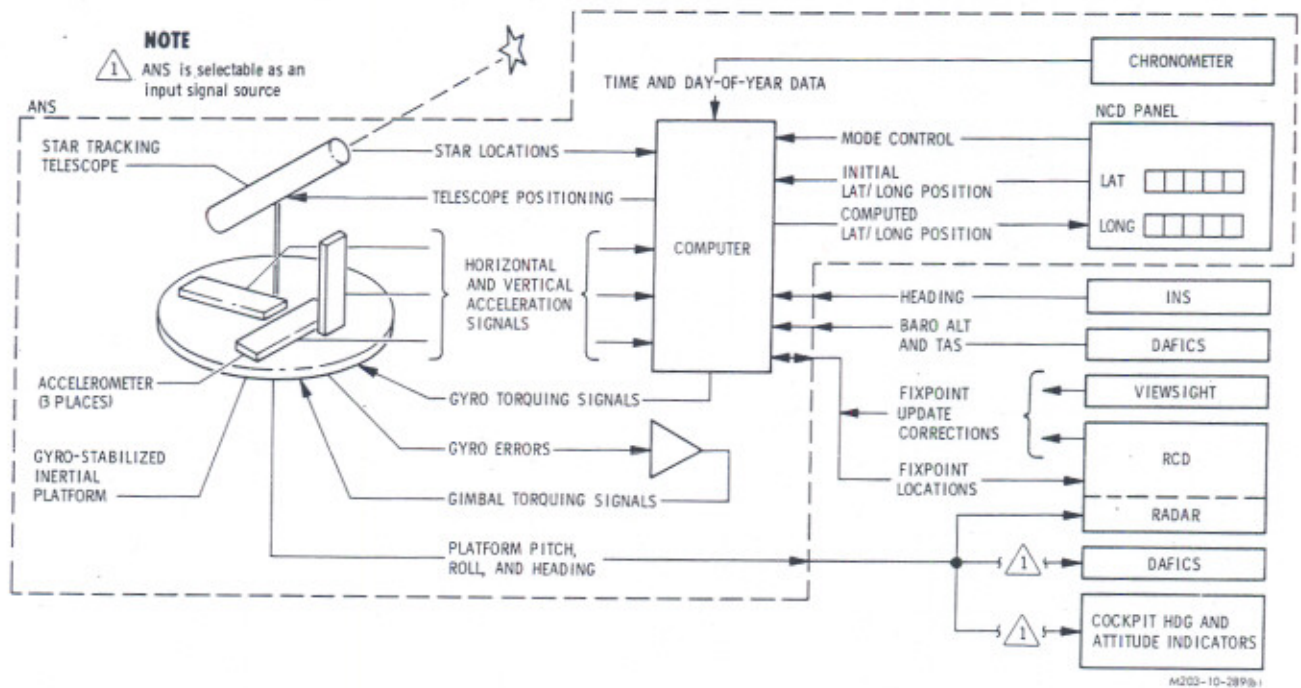 NOTE
1 ANS is selectable as an
input signal source
ANS
STAR TRACKING
TELESCOPE
STAR LOCATIONS
TELESCOPE POSITIONING
HORIZONTAL
AND VERTICAL
ACCELERATION
SIGNALS
ACCELEROMETER
(3 PLACES)
GYRO TORQUING SIGNALS
GYRO-STABILIZED
INERTIAL
PLATFORM
GYRO ERRORS
GIMBAL TORQUING SIGNALS
PLATFORM PITCH,
ROLL, AND HEADING
TIME AND DAY-OF-YEAR DATA
COMPUTER
CHRONOMETER
NCD PANEL
MODE CONTROL
INITIAL
LAT/LONG POSITION
COMPUTED
LAT/LONG POSITION
LAT
LONG
HEADING
INS
BARO ALT
AND TAS
DAFICS
FIXPOINT
UPDATE
CORRECTIONS
VIEWSIGHT
RCD
FIXPOINT
LOCATIONS
RADAR
1
DAFICS
1
COCKPIT HDG AND
ATTITUDE INDICATORS
M203-10-289(b)